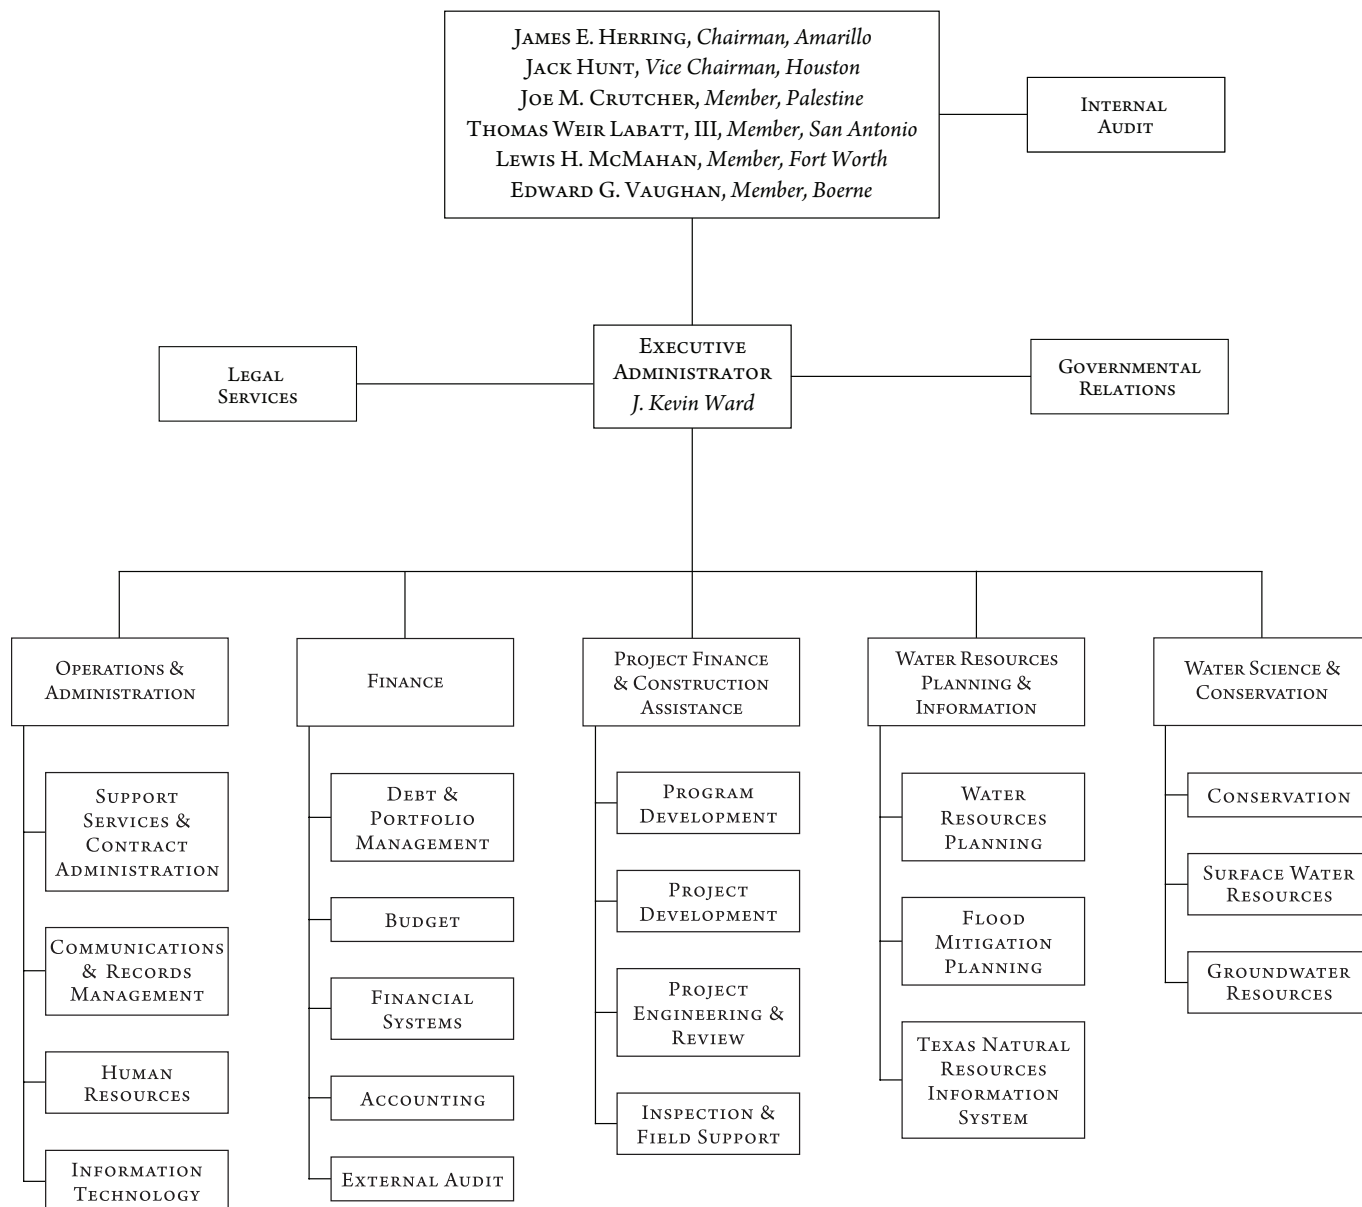 James E. Herring, Chairman, Amarillo
Jack Hunt, Vice Chairman, Houston
Joe M. Crutcher, Member, Palestine
Thomas Weir Labatt, III, Member, San Antonio
Lewis H. McMahan, Member, Fort Worth
Edward G. Vaughan, Member, Boerne
Internal
Audit
Legal
Services
Executive
Administrator
J. Kevin Ward
Governmental
Relations
Operations &
Administration
Support
Services &
Contract
Administration
Communications
& Records
Management
Human
Resources
Information
Technology
Finance
Debt &
Portfolio
Management
Budget
Financial
Systems
Accounting
External Audit
Project Finance
& Construction
Assistance
Program
Development
Project
Development
Project
Engineering &
Review
Inspection &
Field Support
Water Resources
Planning &
Information
Water
Resources
Planning
Flood
Mitigation
Planning
Texas Natural
Resources
Information
System
Water Science &
Conservation
Conservation
Surface Water
Resources
Groundwater
Resources